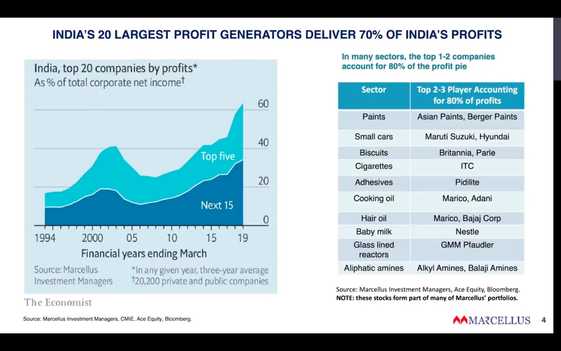 INDIA'S 20 LARGEST PROFIT GENERATORS DELIVER 70% OF INDIA'S PROFITS
India, top 20 companies by profits*
As % of total corporate net income†
60
40
20
0
Top five
Next 15
1994 2000 05 10 15 19
Financial years ending March
Source: Marcellus
Investment Managers
*In any given year, three-year average
†20,200 private and public companies
The Economist
In many sectors, the top 1-2 companies
account for 80% of the profit pie
Sector Top 2-3 Player Accounting
for 80% of profits
Paints Asian Paints, Berger Paints
Small cars Maruti Suzuki, Hyundai
Biscuits Britannia, Parle
Cigarettes ITC
Adhesives Pidilite
Cooking oil Marico, Adani
Hair oil Marico, Bajaj Corp
Baby milk Nestle
Glass lined
reactors GMM Pfaudler
Aliphatic amines Alkyl Amines, Balaji Amines
Source: Marcellus Investment Managers, Ace Equity, Bloomberg.
NOTE: these stocks form part of many of Marcellus' portfolios.
Source: Marcellus Investment Managers, CMIE, Ace Equity, Bloomberg.
MARCELLUS 4